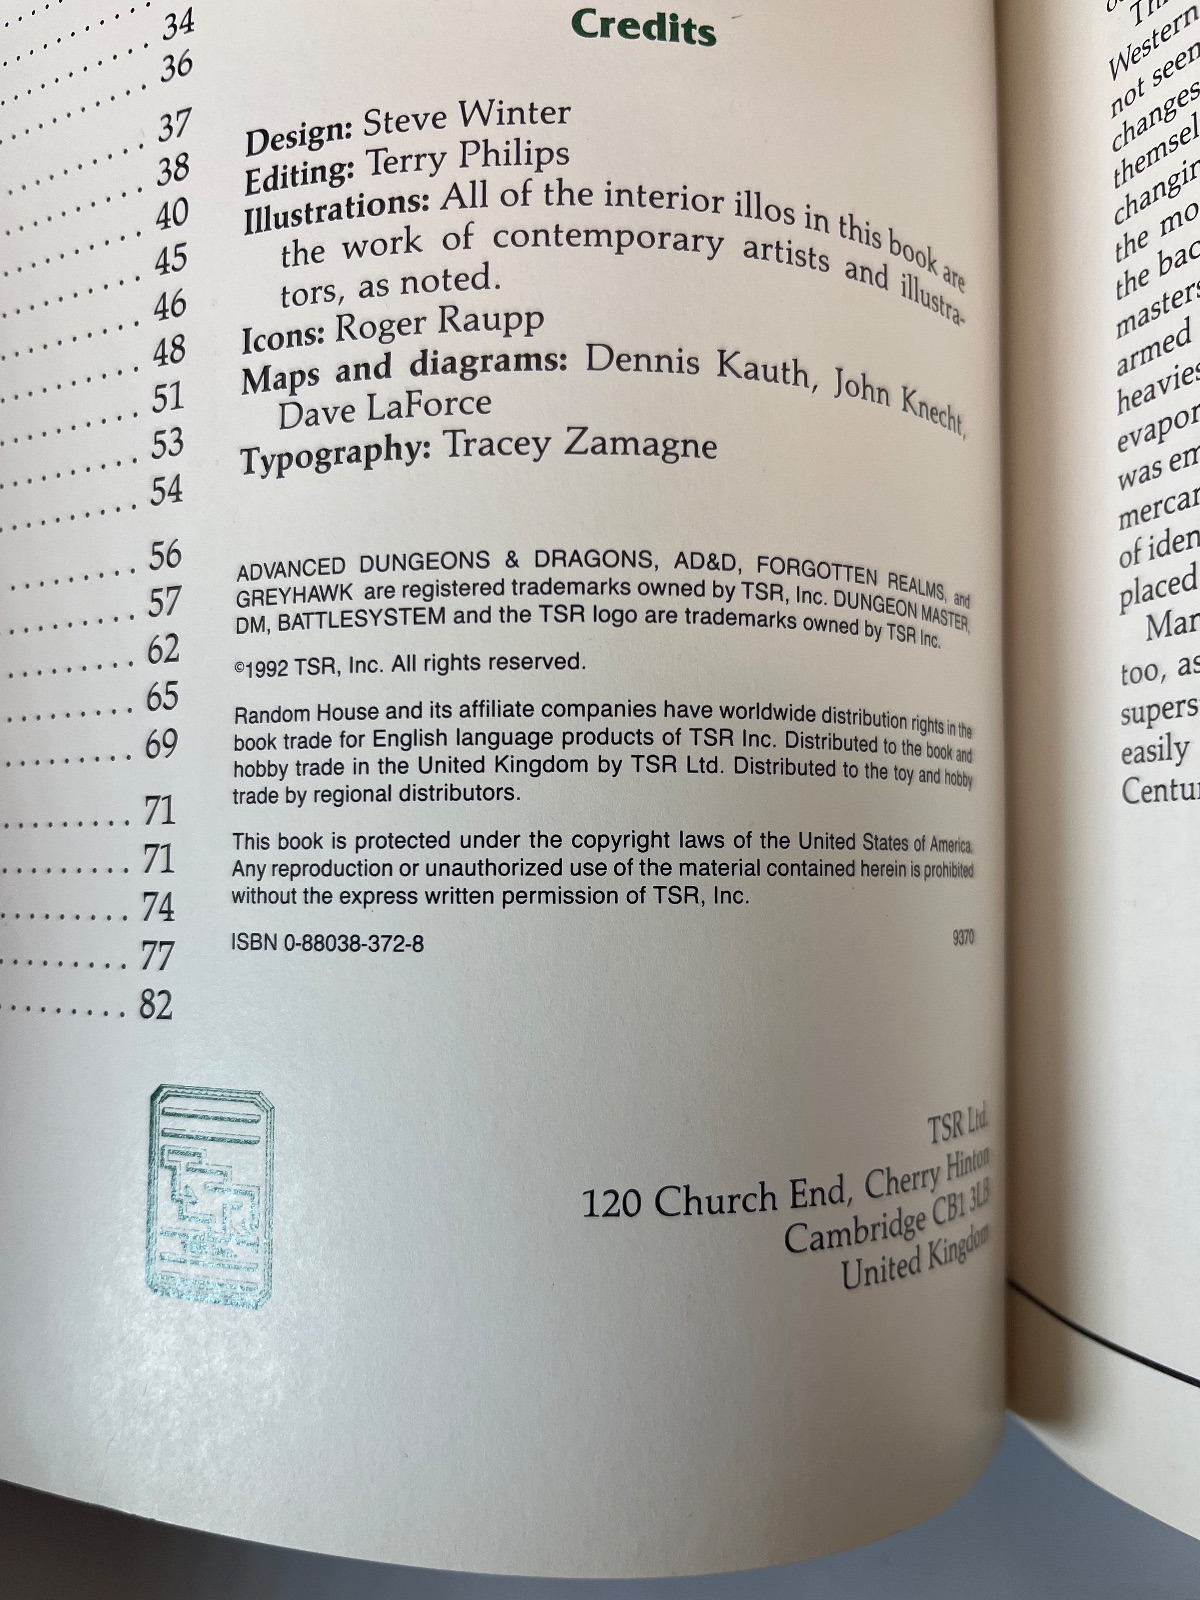 34
36
37
38
40
45
46
48
51
53
54
56
57
62
65
69
71
71
74
77
82
Credits
Design: Steve Winter
Editing: Terry Philips
Illustrations: All of the interior illos in this book are
the work of contemporary artists and illustra-
tors, as noted.
Icons: Roger Raupp
Maps and diagrams: Dennis Kauth, John Knecht,
Dave LaForce
Typography: Tracey Zamagne
ADVANCED DUNGEONS & DRAGONS, AD&D, FORGOTTEN REALMS, and
GREYHAWK are registered trademarks owned by TSR, Inc. DUNGEON MASTER,
DM, BATTLESYSTEM and the TSR logo are trademarks owned by TSR Inc.
©1992 TSR, Inc. All rights reserved.
Random House and its affiliate companies have worldwide distribution rights in the
book trade for English language products of TSR Inc. Distributed to the book and
hobby trade in the United Kingdom by TSR Ltd. Distributed to the toy and hobby
trade by regional distributors.
This book is protected under the copyright laws of the United States of America.
Any reproduction or unauthorized use of the material contained herein is prohibited
without the express written permission of TSR, Inc.
ISBN 0-88038-372-8 9370
TSR
TSR Ltd.
120 Church End, Cherry Hinton
Cambridge CB1 3LB
United Kingdom
Western
not seen
changes
themsel
changin
the mo
the bac
masters
armed
heavies
evapor
was em
mercan
of iden
placed
Mar
too, as
supers
easily
Centu